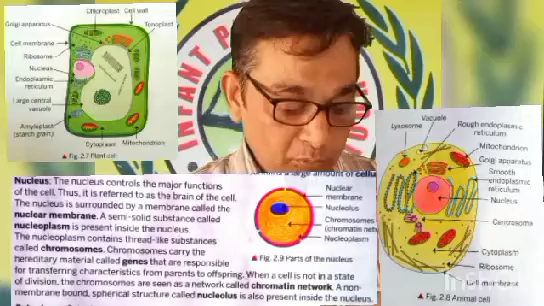 Chloroplast Cell wall
Golgi apparatus
Tonoplast
Cell membrane
Ribosome
Nucleus
Endoplasmic
reticulum
Large central
vacuole
Amyloplast
(starch grain)
Cytoplasm Mitochondrion
▲ Fig. 2.7 Plant cell
INFANT P
a large amount of
Vacuole
Lysosome
Rough endoplasmic
reticulum
Mitochondrion
Golgi apparatus
Smooth
endoplasmic
reticulum
Nucleus
Centrosome
Cytoplasm
Ribosome
Cell membrane
▲ Fig. 2.8 Animal cell
Nucleus: The nucleus controls the major functions
of the cell. Thus, it is referred to as the brain of the cell.
The nucleus is surrounded by a membrane called the
nuclear membrane. A semi-solid substance called
nucleoplasm is present inside the nucleus.
The nucleoplasm contains thread-like substances
called chromosomes. Chromosomes carry the
hereditary material called genes that are responsible
for transferring characteristics from parents to offspring. When a cell is not in a state
of division, the chromosomes are seen as a network called chromatin network. A non-
membrane bound, spherical structure called nucleolus is also present inside the nucleus.
Nuclear
membrane
Nucleolus
Chromosomes
(chromatin netw
Nucleoplasm
▲ Fig. 2.9 Parts of the nucleus